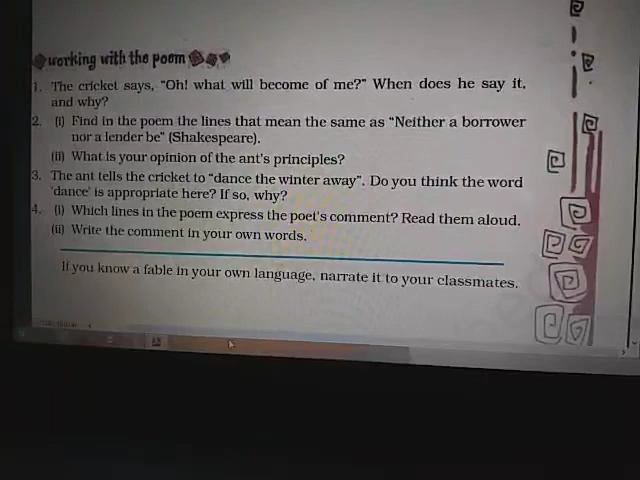 working with the poem
1. The cricket says, “Oh! what will become of me?” When does he say it,
and why?
2. (i) Find in the poem the lines that mean the same as “Neither a borrower
nor a lender be” (Shakespeare).
(ii) What is your opinion of the ant's principles?
3. The ant tells the cricket to “dance the winter away”. Do you think the word
'dance' is appropriate here? If so, why?
4. (i) Which lines in the poem express the poet's comment? Read them aloud.
(ii) Write the comment in your own words.
If you know a fable in your own language, narrate it to your classmates.